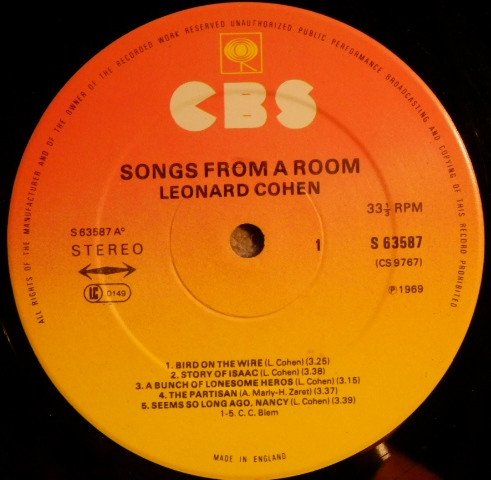 ALL RIGHTS OF THE MANUFACTURER AND OF THE OWNER OF THE RECORDED WORK RESERVED UNAUTHORIZED PUBLIC PERFORMANCE BROADCASTING AND COPYING OF THIS RECORD PROHIBITED
CBS
SONGS FROM A ROOM
LEONARD COHEN
33⅓ RPM
S 63587 A°
STEREO
1
S 63587
(CS 9767)
LC 0149
℗ 1969
1. BIRD ON THE WIRE (L. Cohen) (3.25)
2. STORY OF ISAAC (L. Cohen) (3.38)
3. A BUNCH OF LONESOME HEROS (L. Cohen) (3.15)
4. THE PARTISAN (A. Marly-H. Zaret) (3.37)
5. SEEMS SO LONG AGO, NANCY (L. Cohen) (3.39)
1-5. C. C. Blem
MADE IN ENGLAND